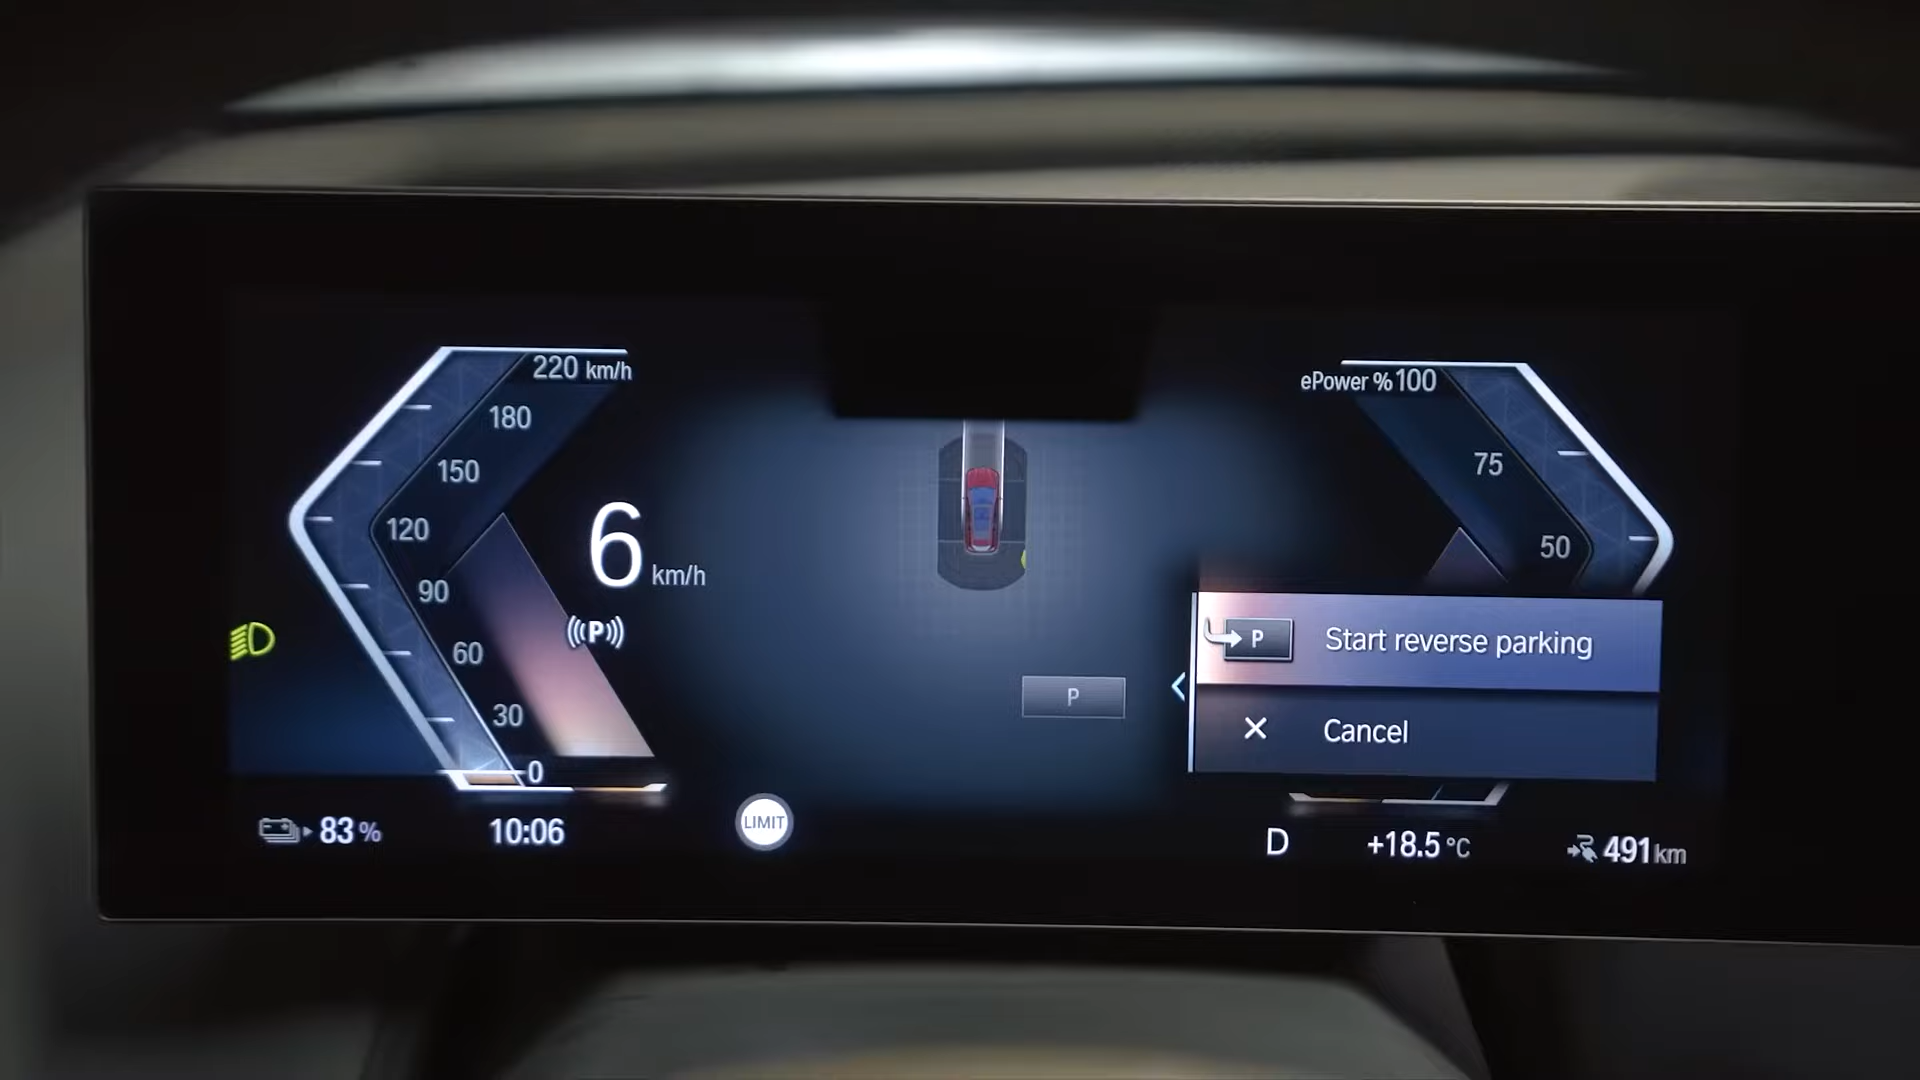 220 km/h
180
150
120
90
60
30
0
6 km/h
((P))
P
ePower % 100
75
50
P Start reverse parking
Cancel
83 %
10:06
LIMIT
D
+18.5 °C
491 km